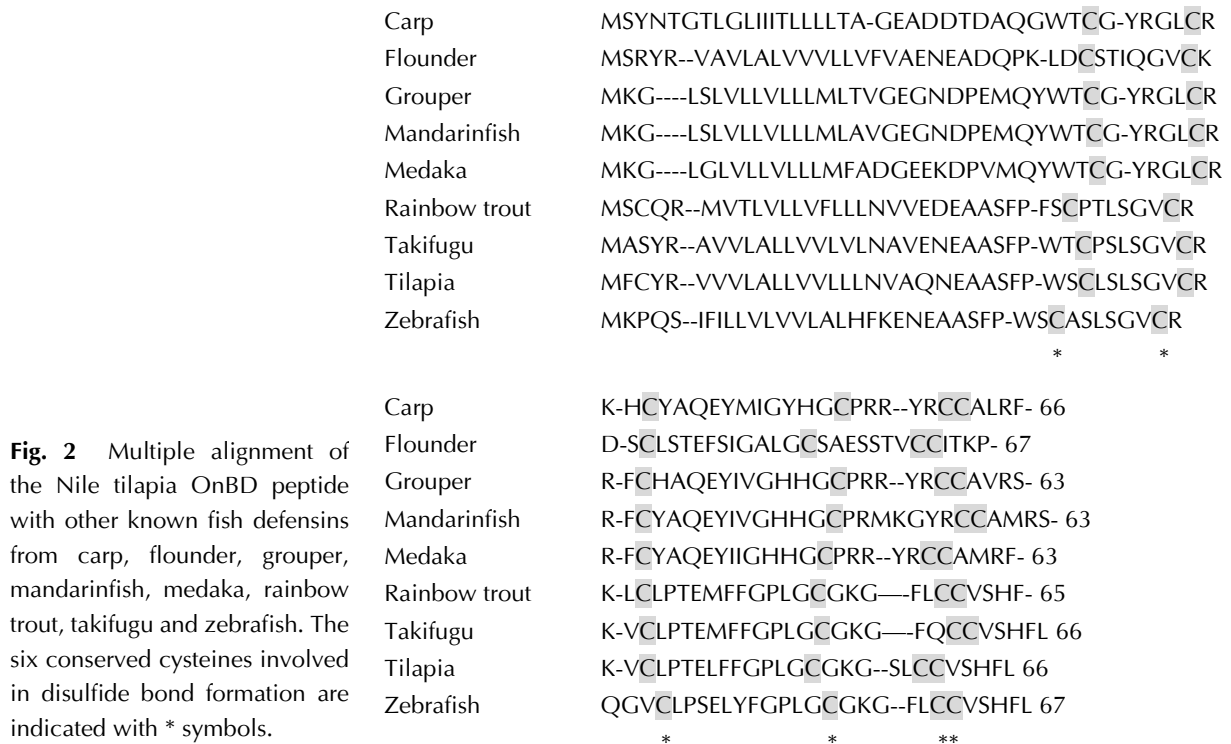 Carp MSYNTGTLGLIIITLLLLTA-GEADDTDAQGWTCG-YRGLCR
Flounder MSRYR--VAVLALVVVLLVFVAENEADQPK-LDCSTIQGVCK
Grouper MKG----LSLVLLVLLLMLTVGEGNDPEMQYWTCG-YRGLCR
Mandarinfish MKG----LSLVLLVLLLMLAVGEGNDPEMQYWTCG-YRGLCR
Medaka MKG----LGLVLLVLLLMFADGEEKDPVMQYWTCG-YRGLCR
Rainbow trout MSCQR--MVTLVLLVFLLLNVVEDEAASFP-FSCPTLSGVCR
Takifugu MASYR--AVVLALLVVLVLNAVENEAASFP-WTCPSLSGVCR
Tilapia MFCYR--VVVLALLVVLLLNVAQNEAASFP-WSCLSLSGVCR
Zebrafish MKPQS--IFILLVLVVLALHFKENEAASFP-WSCASLSGVCR
* *
Carp K-HCYAQEYMIGYHGCPRR--YRCCALRF- 66
Flounder D-SCLSTEFSIGALGCSAESSTVCCITKP- 67
Grouper R-FCHAQEYIVGHHGCPRR--YRCCAVRS- 63
Mandarinfish R-FCYAQEYIVGHHGCPRMKGYRCCAMRS- 63
Medaka R-FCYAQEYIIGHHGCPRR--YRCCAMRF- 63
Rainbow trout K-LCLPTEMFFGPLGCGKG—-FLCCVSHF- 65
Takifugu K-VCLPTEMFFGPLGCGKG—-FQCCVSHFL 66
Tilapia K-VCLPTELFFGPLGCGKG--SLCCVSHFL 66
Zebrafish QGVCLPSELYFGPLGCGKG--FLCCVSHFL 67
* * **
Fig. 2 Multiple alignment of
the Nile tilapia OnBD peptide
with other known fish defensins
from carp, flounder, grouper,
mandarinfish, medaka, rainbow
trout, takifugu and zebrafish. The
six conserved cysteines involved
in disulfide bond formation are
indicated with * symbols.